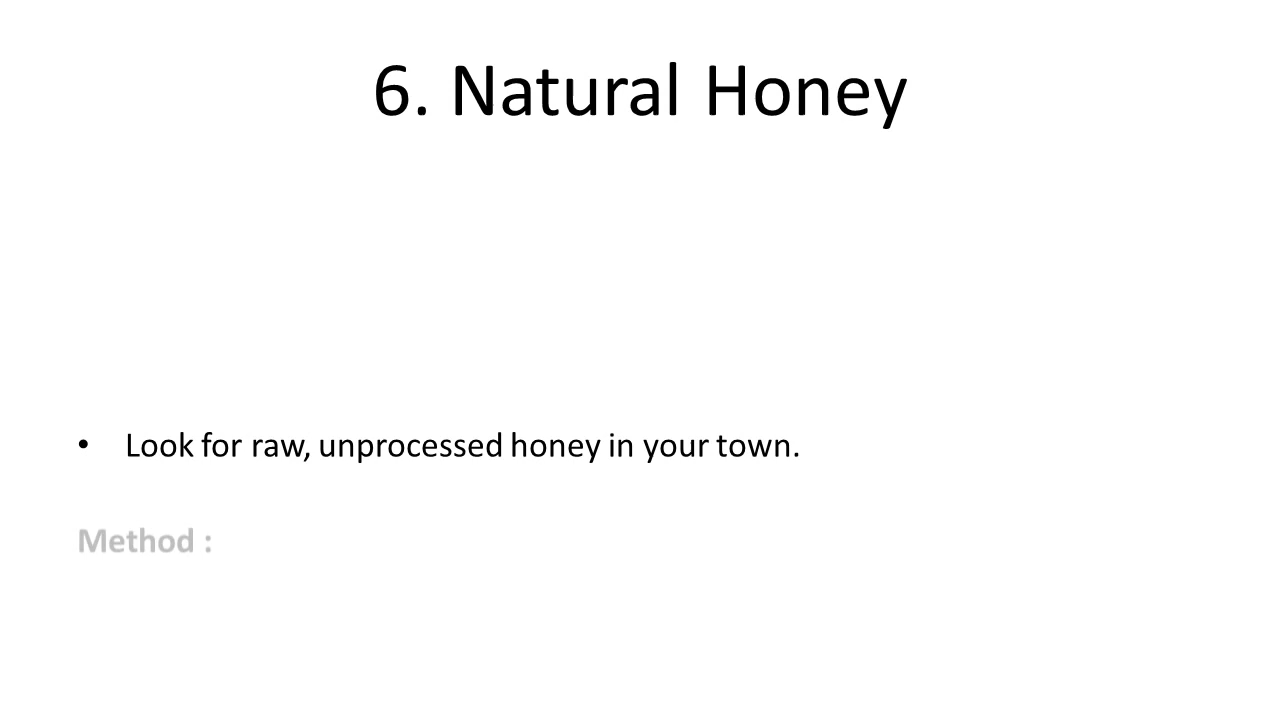 6. Natural Honey
• Look for raw, unprocessed honey in your town.
Method :